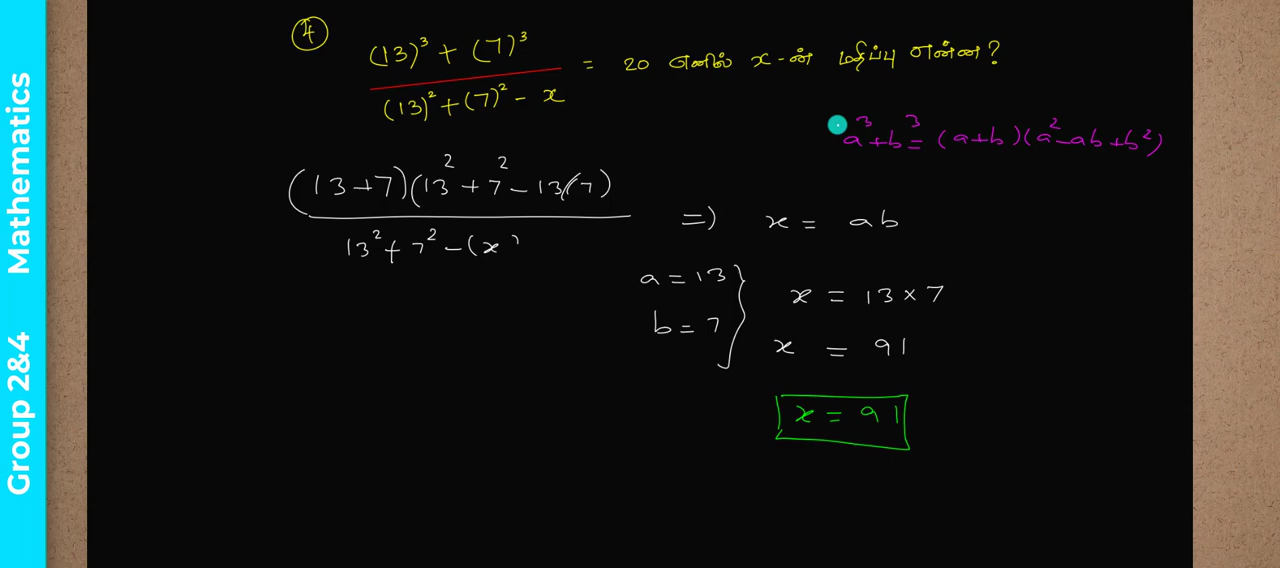 Group 2&4 Mathematics
4
(13)³ + (7)³ / (13)² + (7)² - x = 20 எனில் x-ன் மதிப்பு என்ன?
a³+b³ = (a+b)(a²-ab+b²)
(13+7)(13²+7²-13(7) / 13²+7²-(x) => x = ab
a = 13
b = 7
x = 13 × 7
x = 91
x = 91